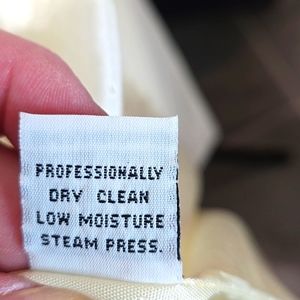 PROFESSIONALLY
DRY CLEAN
LOW MOISTURE
STEAM PRESS.